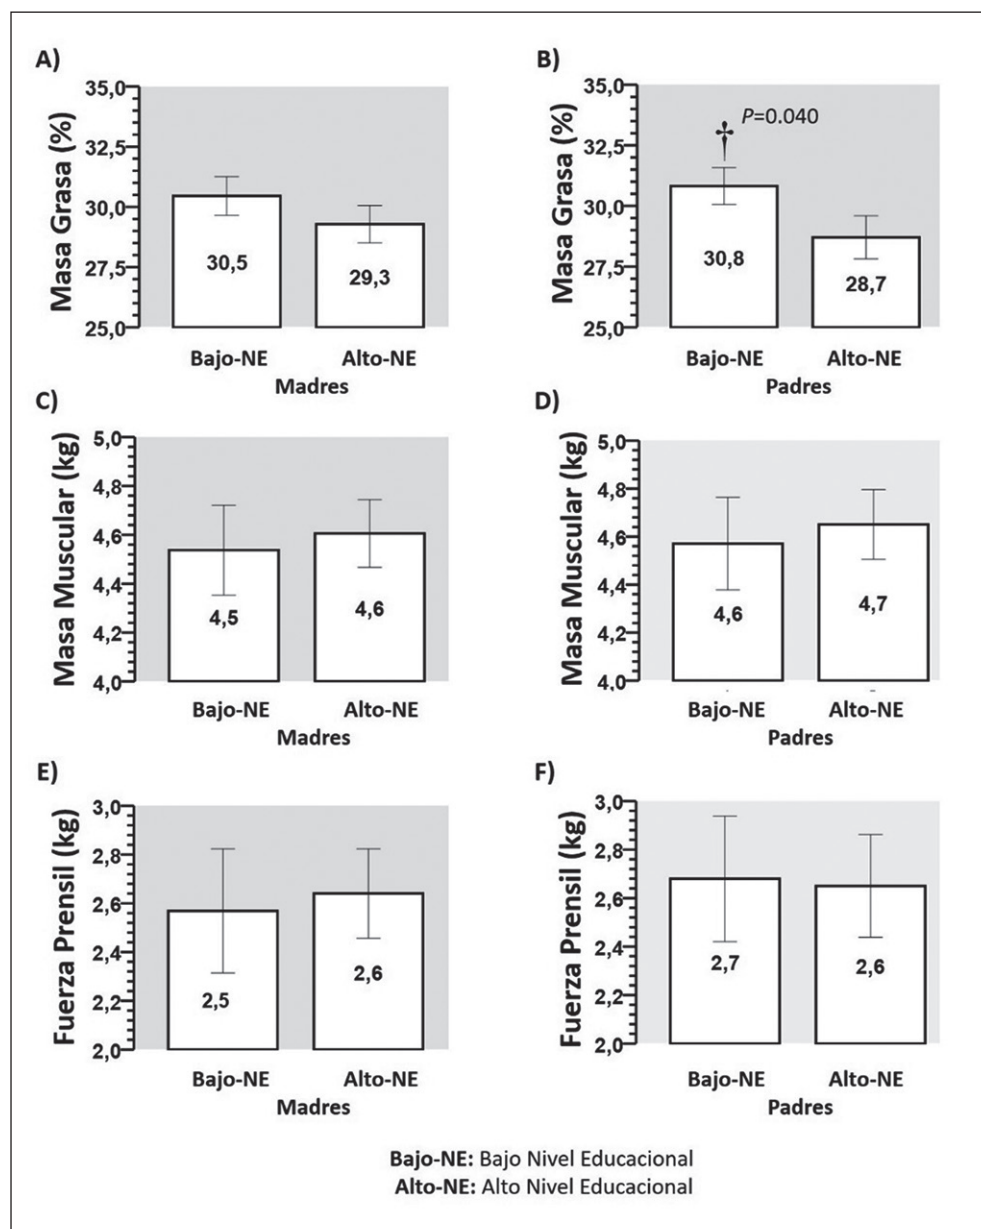 A)
Masa Grasa (%)
35,0
32,5
30,0
27,5
25,0
30,5
29,3
Bajo-NE Alto-NE
Madres
B)
Masa Grasa (%)
35,0
32,5
30,0
27,5
25,0
† P=0.040
30,8
28,7
Bajo-NE Alto-NE
Padres
C)
Masa Muscular (kg)
5,0
4,8
4,6
4,4
4,2
4,0
4,5
4,6
Bajo-NE Alto-NE
Madres
D)
Masa Muscular (kg)
5,0
4,8
4,6
4,4
4,2
4,0
4,6
4,7
Bajo-NE Alto-NE
Padres
E)
Fuerza Prensil (kg)
3,0
2,8
2,6
2,4
2,2
2,0
2,5
2,6
Bajo-NE Alto-NE
Madres
F)
Fuerza Prensil (kg)
3,0
2,8
2,6
2,4
2,2
2,0
2,7
2,6
Bajo-NE Alto-NE
Padres
Bajo-NE: Bajo Nivel Educacional
Alto-NE: Alto Nivel Educacional